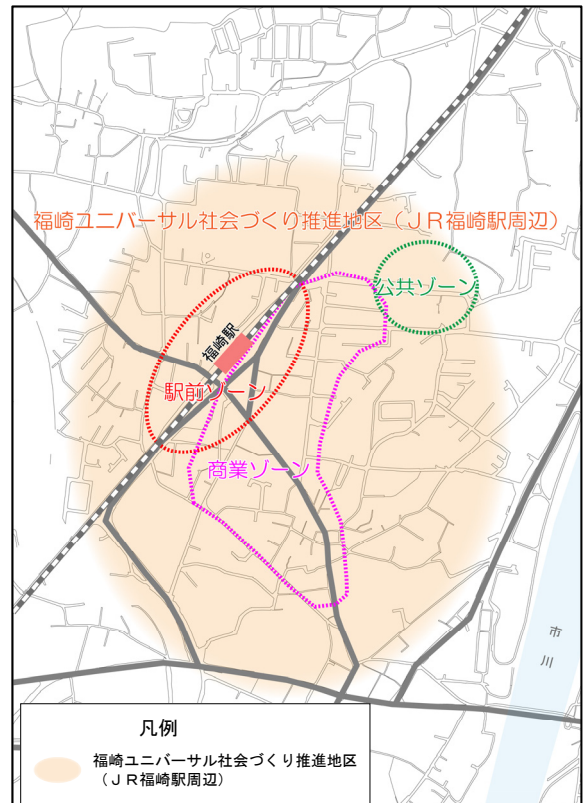 福崎ユニバーサル社会づくり推進地区(JR福崎駅周辺)
公共ゾーン
福崎駅
駅前ゾーン
商業ゾーン
市川
凡例
福崎ユニバーサル社会づくり推進地区
(JR福崎駅周辺)